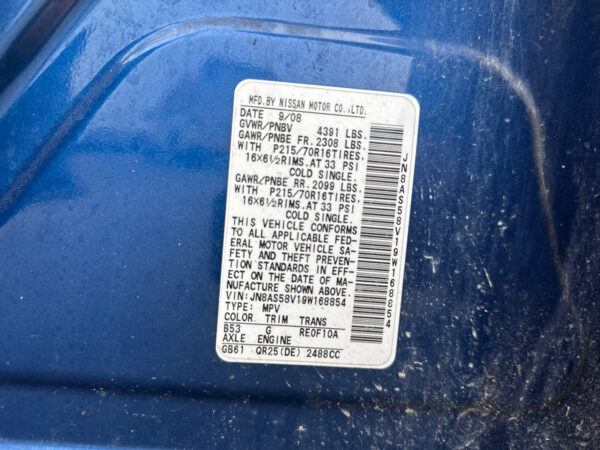 MFD. BY NISSAN MOTOR CO.,LTD.
DATE 9/08
GVWR/PNBV 4391 LBS.
GAWR/PNBE FR. 2308 LBS.
WITH P215/70R16TIRES,
16×6½RIMS. AT 33 PSI
COLD SINGLE.
GAWR/PNBE RR. 2099 LBS.
WITH P215/70R16TIRES,
16×6½RIMS. AT 33 PSI
COLD SINGLE.
THIS VEHICLE CONFORMS
TO ALL APPLICABLE FED-
ERAL MOTOR VEHICLE SA-
FETY AND THEFT PREVEN-
TION STANDARDS IN EFF-
ECT ON THE DATE OF MA-
NUFACTURE SHOWN ABOVE.
VIN: JN8AS58V19W168854
TYPE: MPV
COLOR TRIM TRANS
B53 G RE0F10A
AXLE ENGINE
GB61 QR25(DE) 2488CC
JN8AS58V19W168854